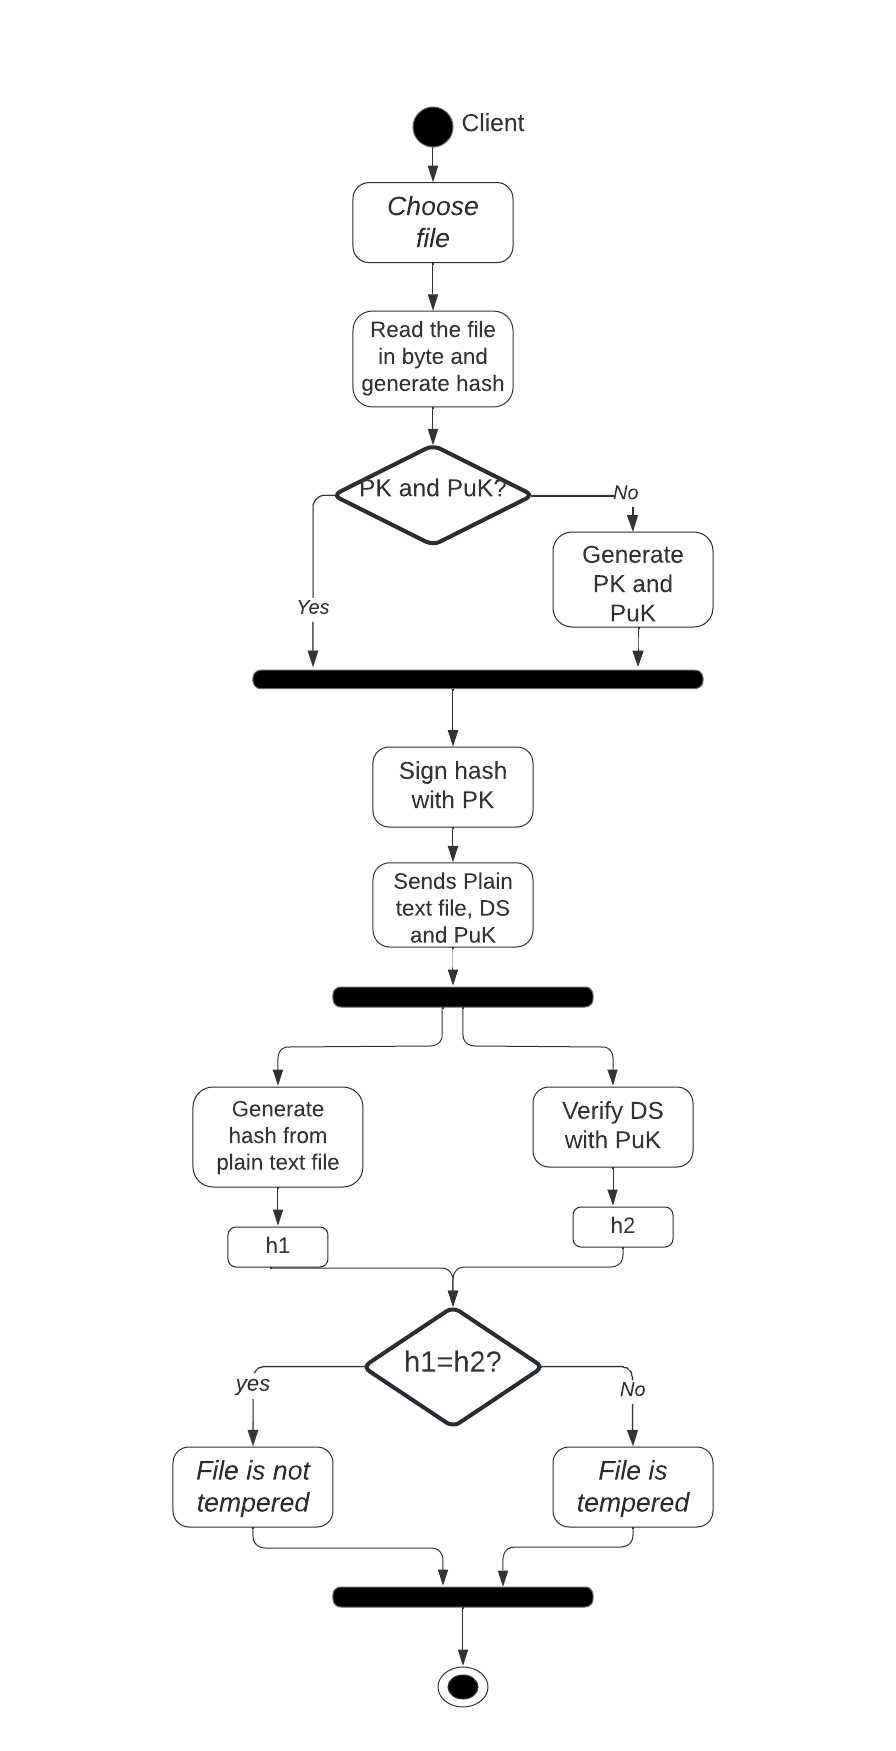 Client
Choose
file
Read the file
in byte and
generate hash
PK and PuK?
No
Generate
PK and
PuK
Yes
Sign hash
with PK
Sends Plain
text file, DS
and PuK
Generate
hash from
plain text file
Verify DS
with PuK
h1
h2
h1=h2?
yes
No
File is not
tempered
File is
tempered